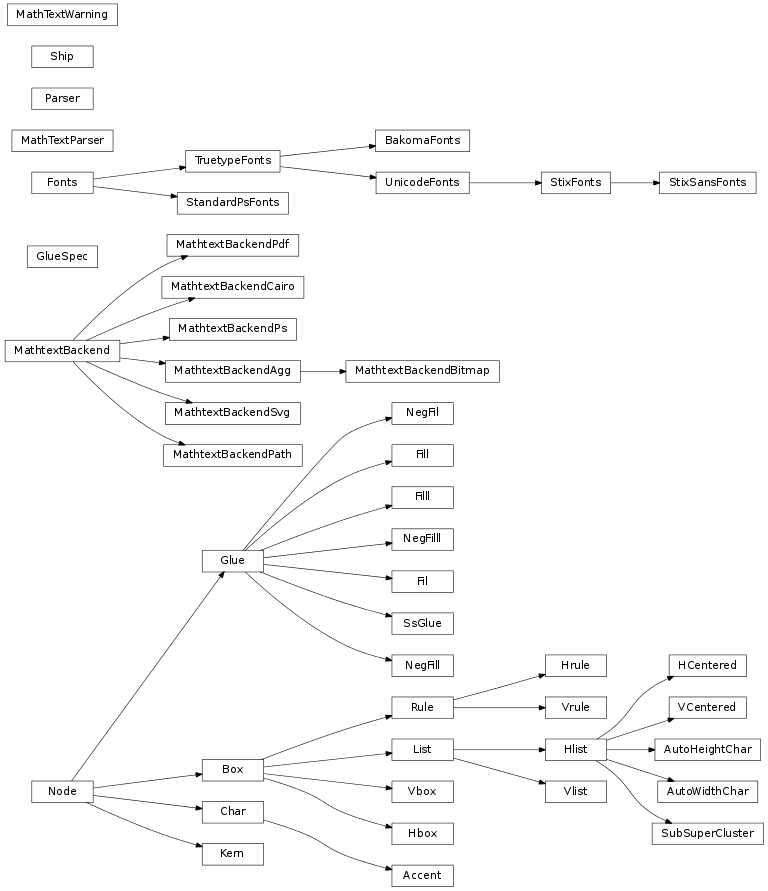 MathTextWarning
Ship
Parser
MathTextParser
Fonts
TruetypeFonts
StandardPsFonts
BakomaFonts
UnicodeFonts
StixFonts
StixSansFonts
GlueSpec
MathtextBackend
MathtextBackendPdf
MathtextBackendCairo
MathtextBackendPs
MathtextBackendAgg
MathtextBackendBitmap
MathtextBackendSvg
MathtextBackendPath
Node
Glue
NegFil
Fill
Filll
NegFilll
Fil
SsGlue
NegFill
Box
Rule
Hrule
Vrule
List
Hlist
HCentered
VCentered
AutoHeightChar
AutoWidthChar
SubSuperCluster
Vlist
Vbox
Hbox
Char
Accent
Kern